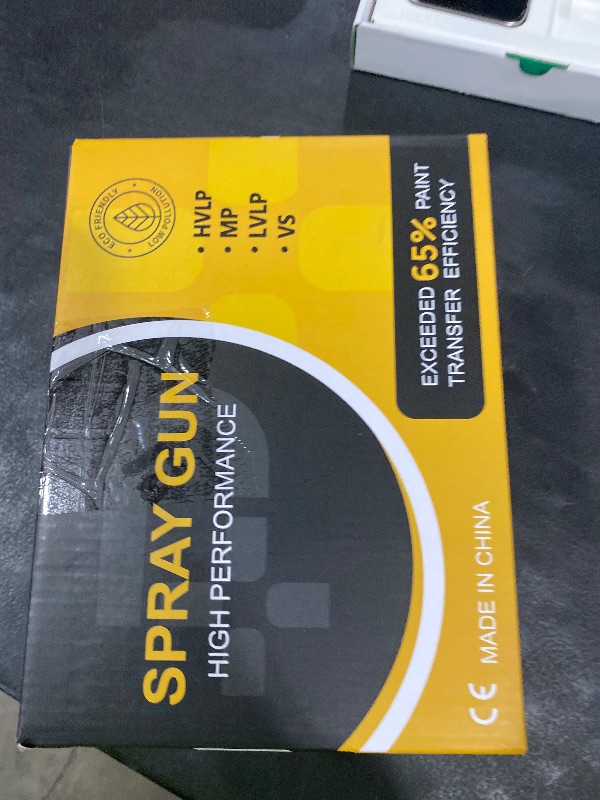 ECO FRIENDLY
LOW POLLUTION
• HVLP
• MP
• LVLP
• VS
SPRAY GUN
HIGH PERFORMANCE
EXCEEDED 65% PAINT
TRANSFER EFFICIENCY
CE MADE IN CHINA